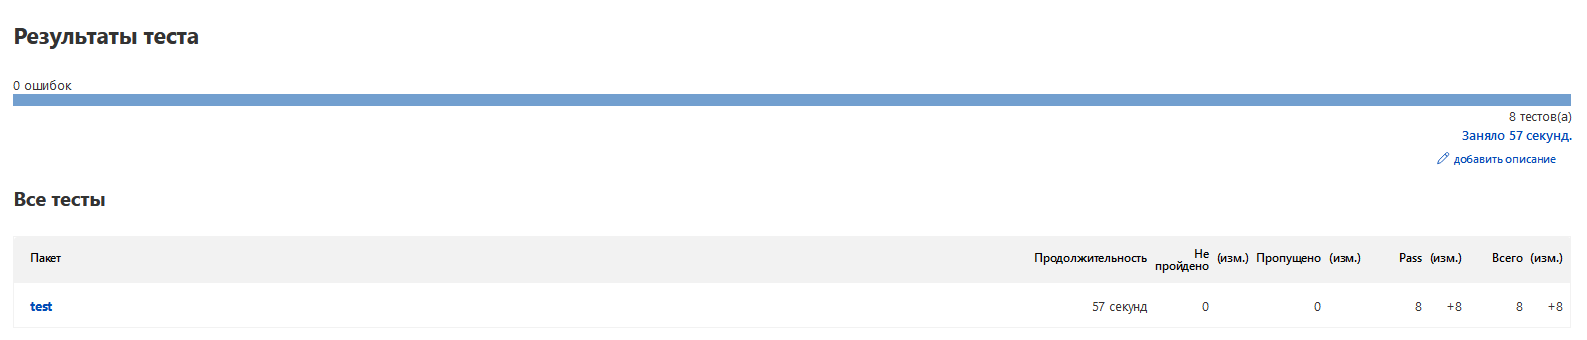 Результаты теста
0 ошибок
8 тестов(а)
Заняло 57 секунд.
добавить описание
Все тесты
Пакет Продолжительность Не пройдено (изм.) Пропущено (изм.) Pass (изм.) Всего (изм.)
test 57 секунд 0 0 8 +8 8 +8